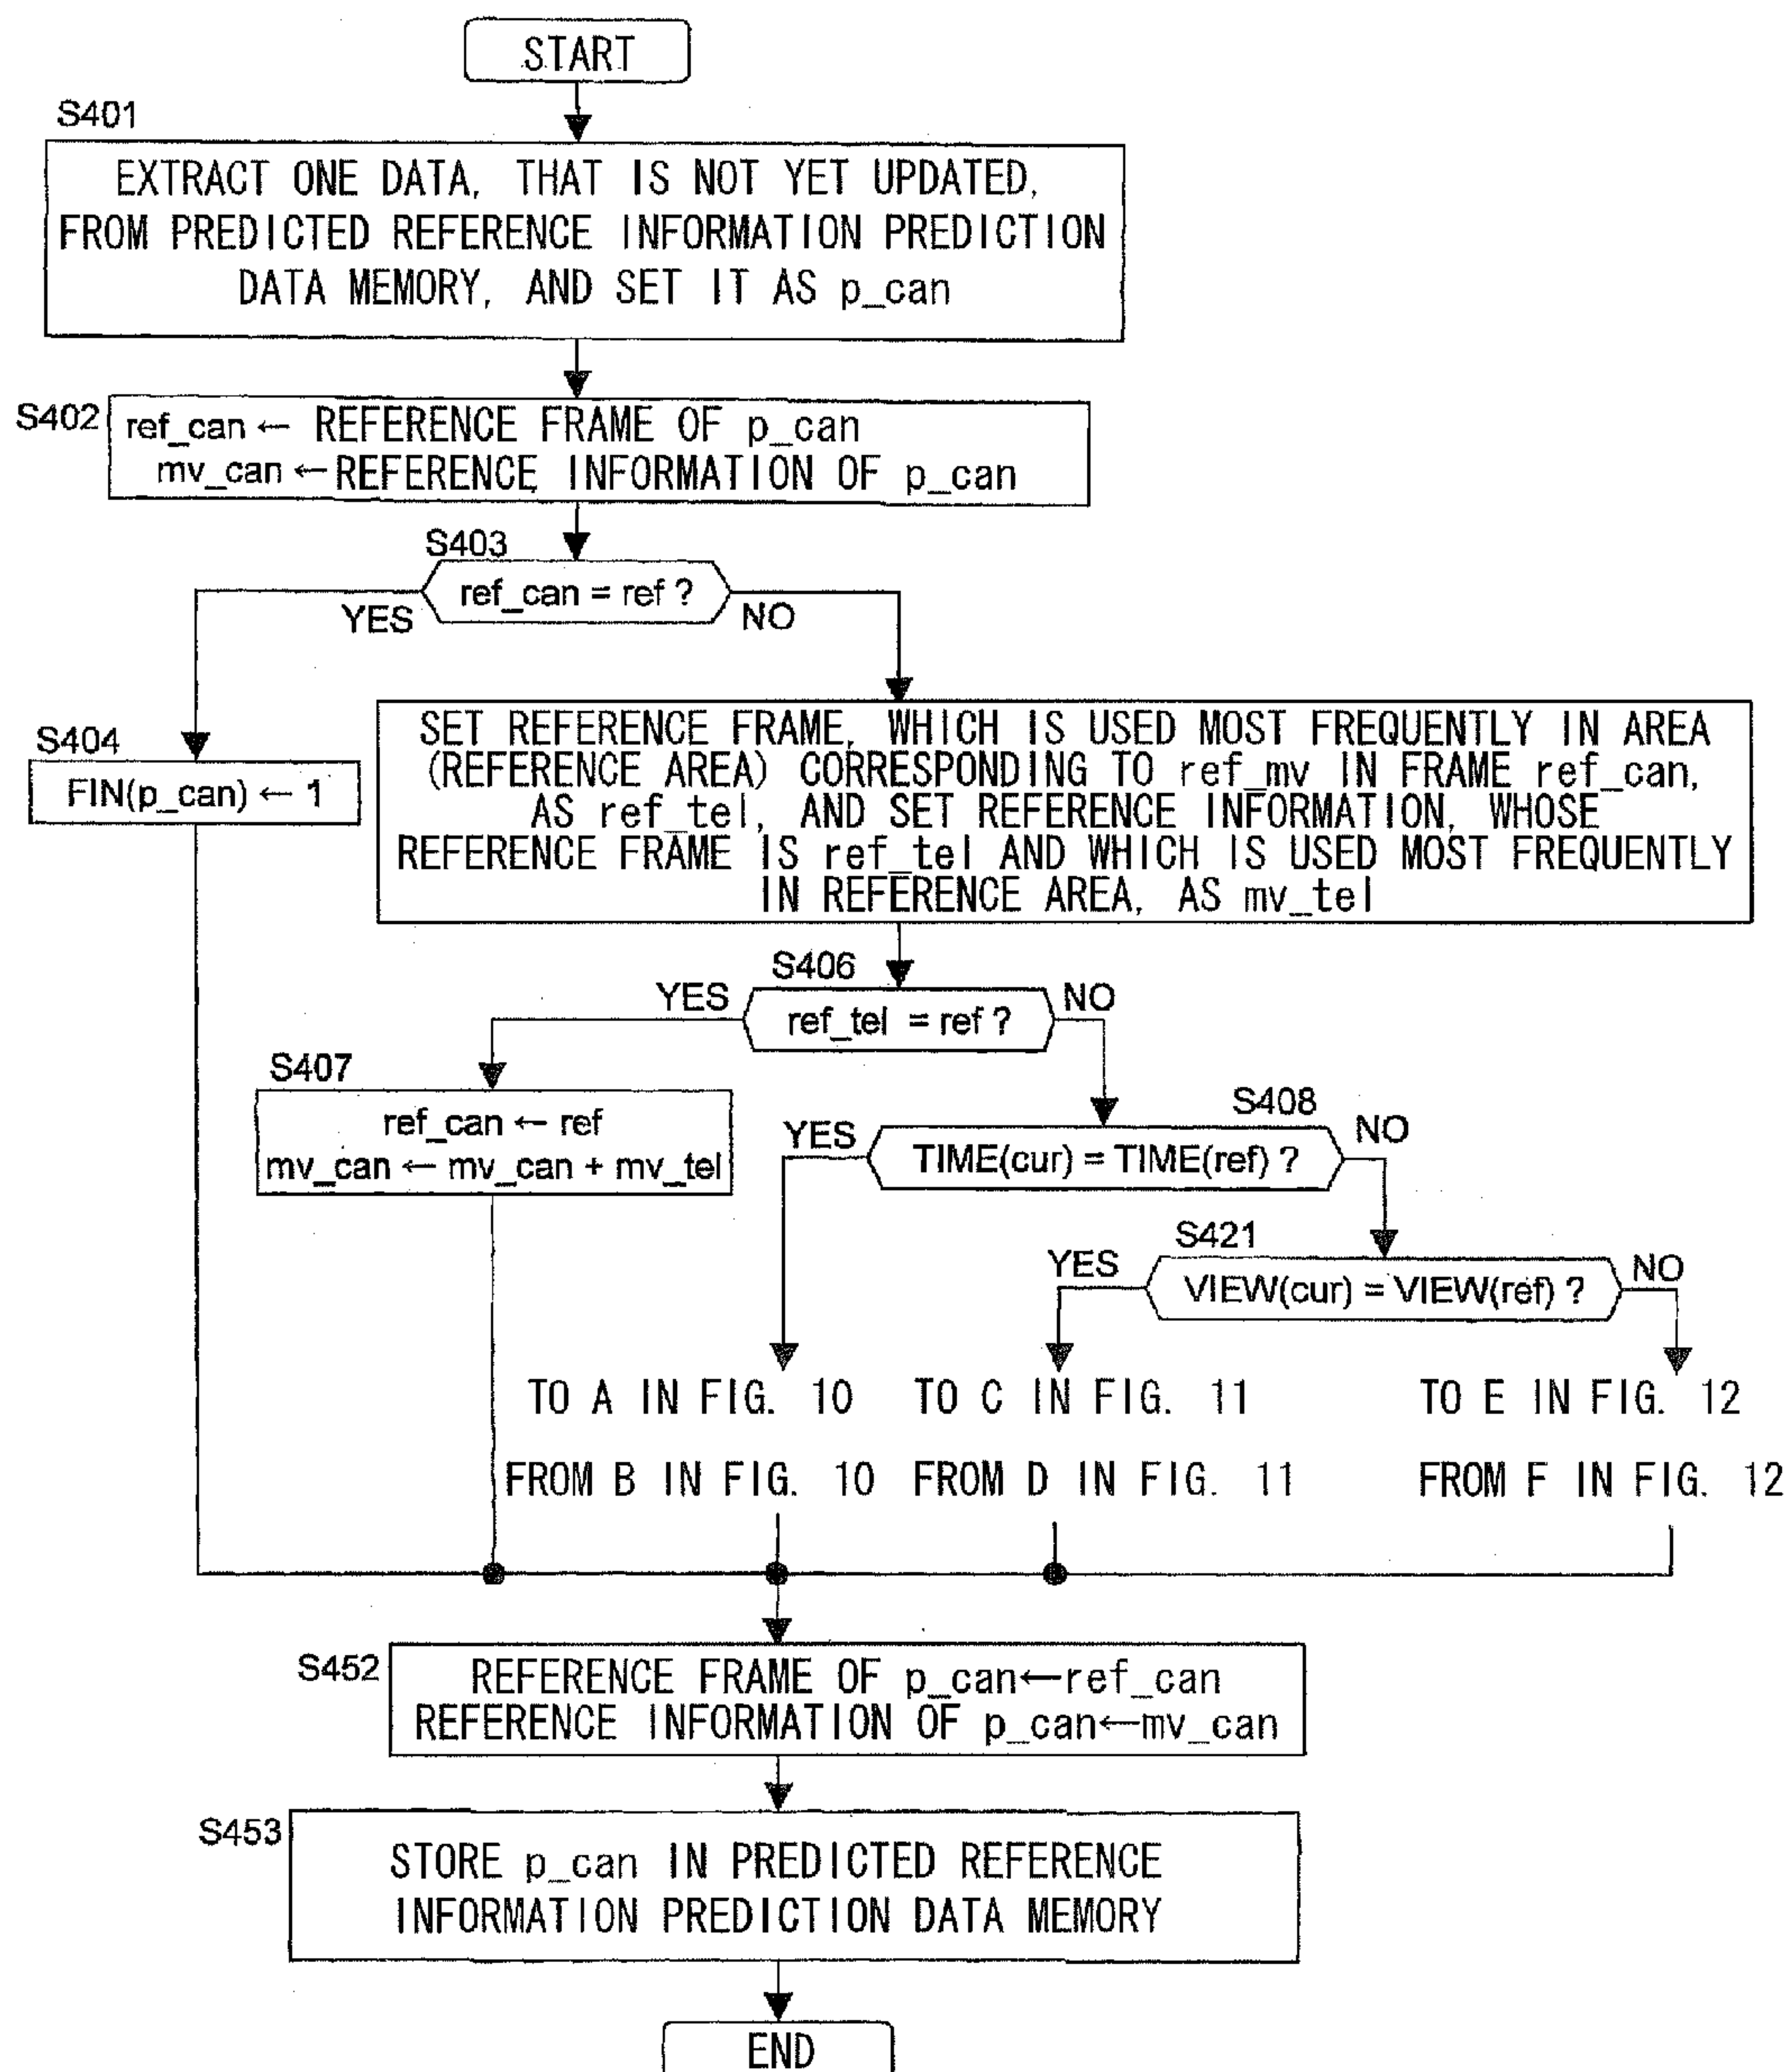 START
S401
EXTRACT ONE DATA, THAT IS NOT YET UPDATED,
FROM PREDICTED REFERENCE INFORMATION PREDICTION
DATA MEMORY, AND SET IT AS p_can
S402
ref_can ← REFERENCE FRAME OF p_can
mv_can ← REFERENCE INFORMATION OF p_can
S403
ref_can = ref ?
YES
NO
S404
FIN(p_can) ← 1
SET REFERENCE FRAME, WHICH IS USED MOST FREQUENTLY IN AREA
(REFERENCE AREA) CORRESPONDING TO ref_mv IN FRAME ref_can,
AS ref_tel, AND SET REFERENCE INFORMATION, WHOSE
REFERENCE FRAME IS ref_tel AND WHICH IS USED MOST FREQUENTLY
IN REFERENCE AREA, AS mv_tel
S406
YES
ref_tel = ref ?
NO
S407
ref_can ← ref
mv_can ← mv_can + mv_tel
S408
YES
TIME(cur) = TIME(ref) ?
NO
S421
YES
VIEW(cur) = VIEW(ref) ?
NO
TO A IN FIG. 10
TO C IN FIG. 11
TO E IN FIG. 12
FROM B IN FIG. 10
FROM D IN FIG. 11
FROM F IN FIG. 12
S452
REFERENCE FRAME OF p_can←ref_can
REFERENCE INFORMATION OF p_can←mv_can
S453
STORE p_can IN PREDICTED REFERENCE
INFORMATION PREDICTION DATA MEMORY
END